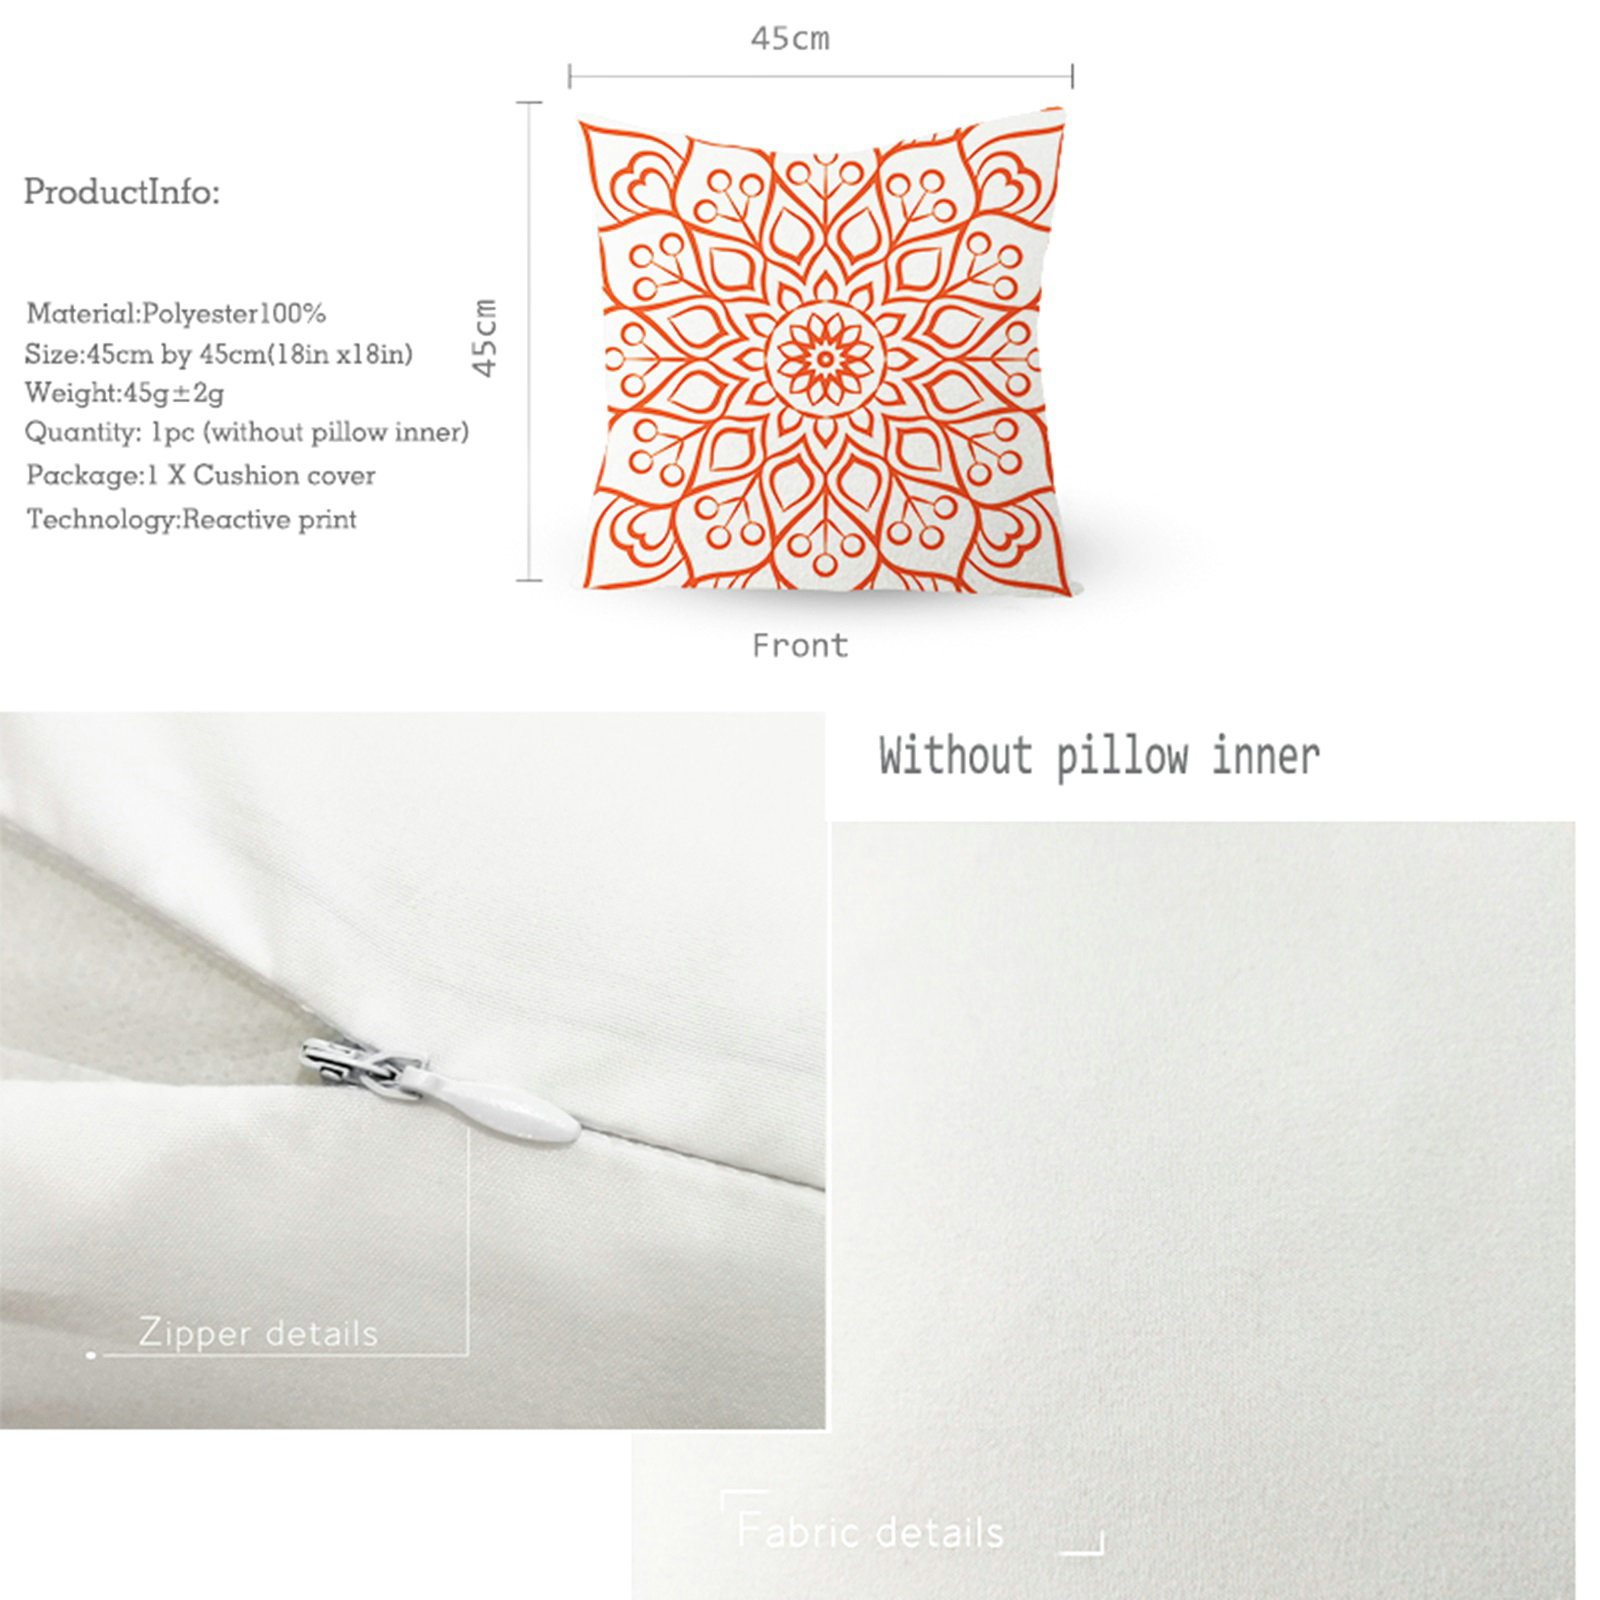 45cm
ProductInfo:
45cm
Material:Polyester100%
Size:45cm by 45cm(18in x18in)
Weight:45g±2g
Quantity: 1pc (without pillow inner)
Package:1 X Cushion cover
Technology:Reactive print
Front
Without pillow inner
Zipper details
Fabric details